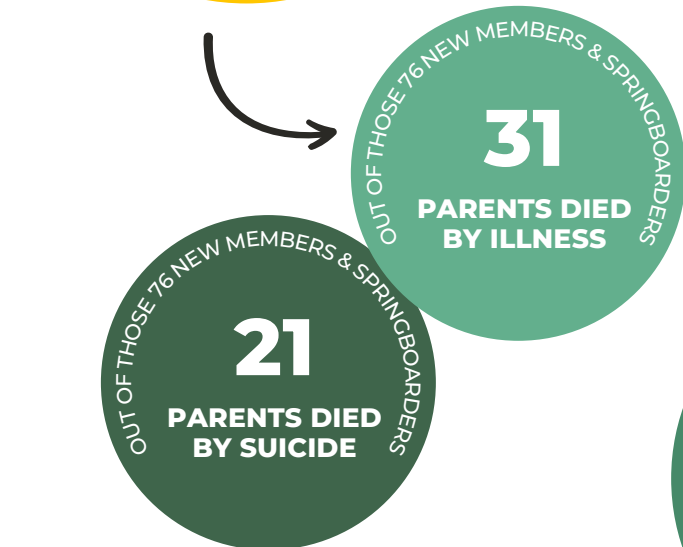 OUT OF THOSE 76 NEW MEMBERS & SPRINGBOARDERS
31
PARENTS DIED
BY ILLNESS
OUT OF THOSE 76 NEW MEMBERS & SPRINGBOARDERS
21
PARENTS DIED
BY SUICIDE